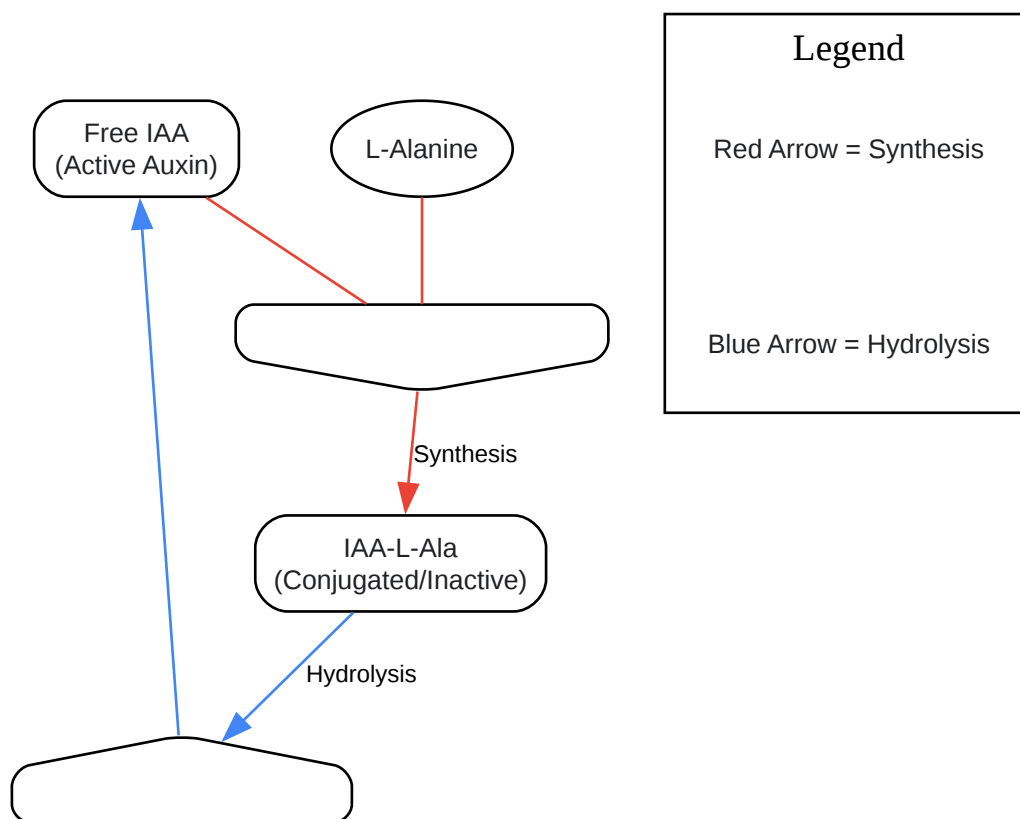 Legend
Free IAA
(Active Auxin)
L-Alanine
Red Arrow = Synthesis
Blue Arrow = Hydrolysis
Synthesis
IAA-L-Ala
(Conjugated/Inactive)
Hydrolysis